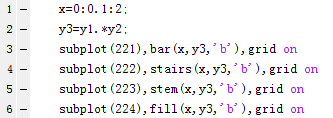 1 - x=0:0.1:2;
2 - y3=y1.*y2;
3 - subplot(221),bar(x,y3,'b'),grid on
4 - subplot(222),stairs(x,y3,'b'),grid on
5 - subplot(223),stem(x,y3,'b'),grid on
6 - subplot(224),fill(x,y3,'b'),grid on